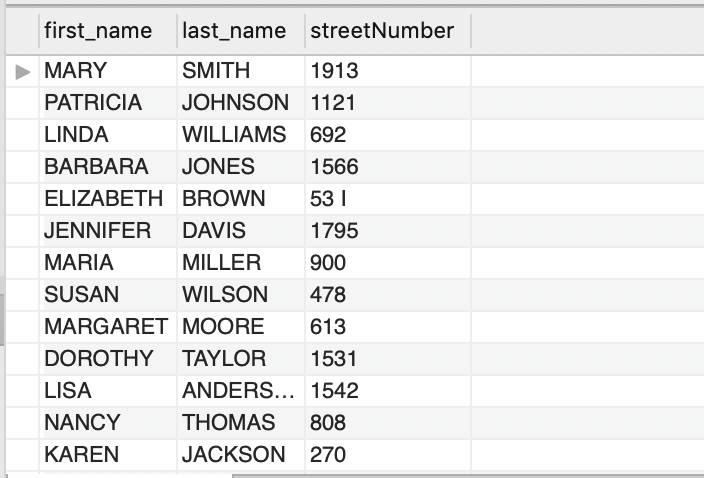 first_name last_name streetNumber
MARY SMITH 1913
PATRICIA JOHNSON 1121
LINDA WILLIAMS 692
BARBARA JONES 1566
ELIZABETH BROWN 53 I
JENNIFER DAVIS 1795
MARIA MILLER 900
SUSAN WILSON 478
MARGARET MOORE 613
DOROTHY TAYLOR 1531
LISA ANDERS... 1542
NANCY THOMAS 808
KAREN JACKSON 270